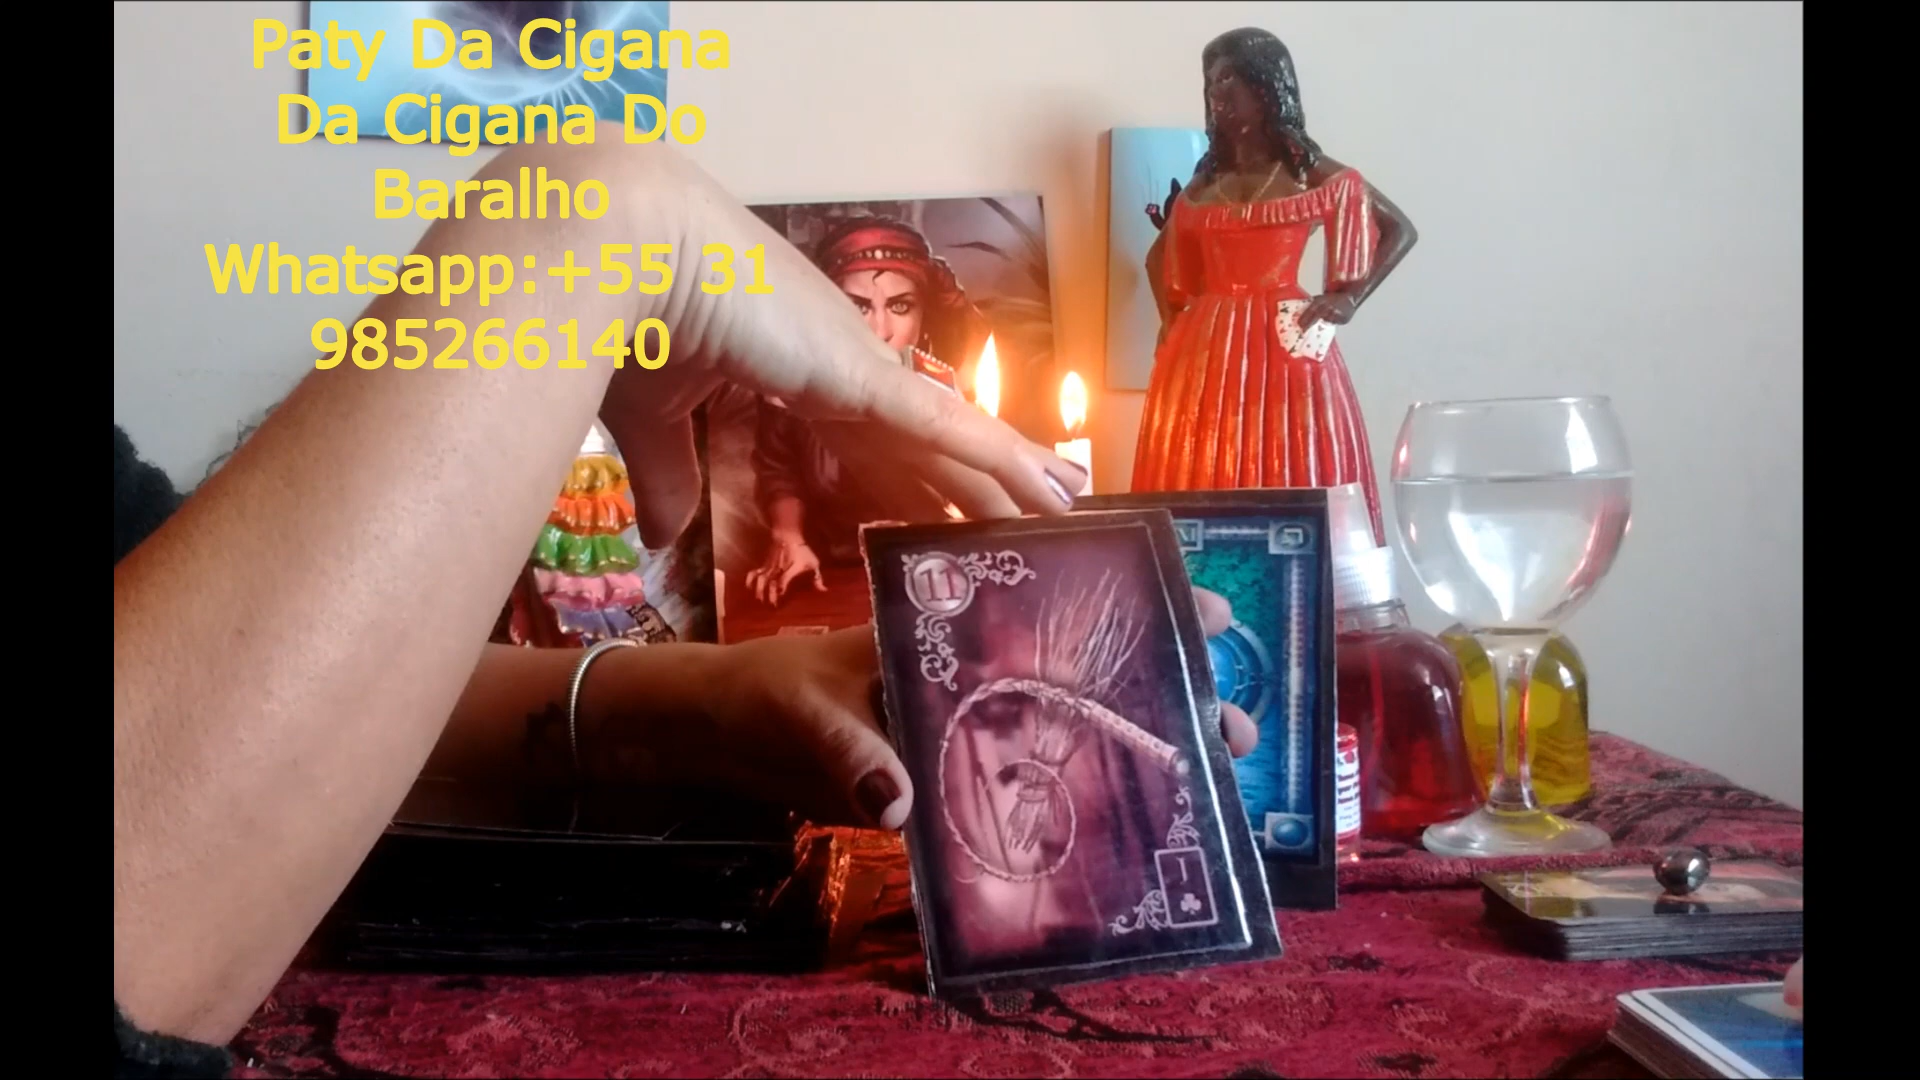 Paty Da Cigana
Da Cigana Do
Baralho
Whatsapp:+55 31
985266140
11
J